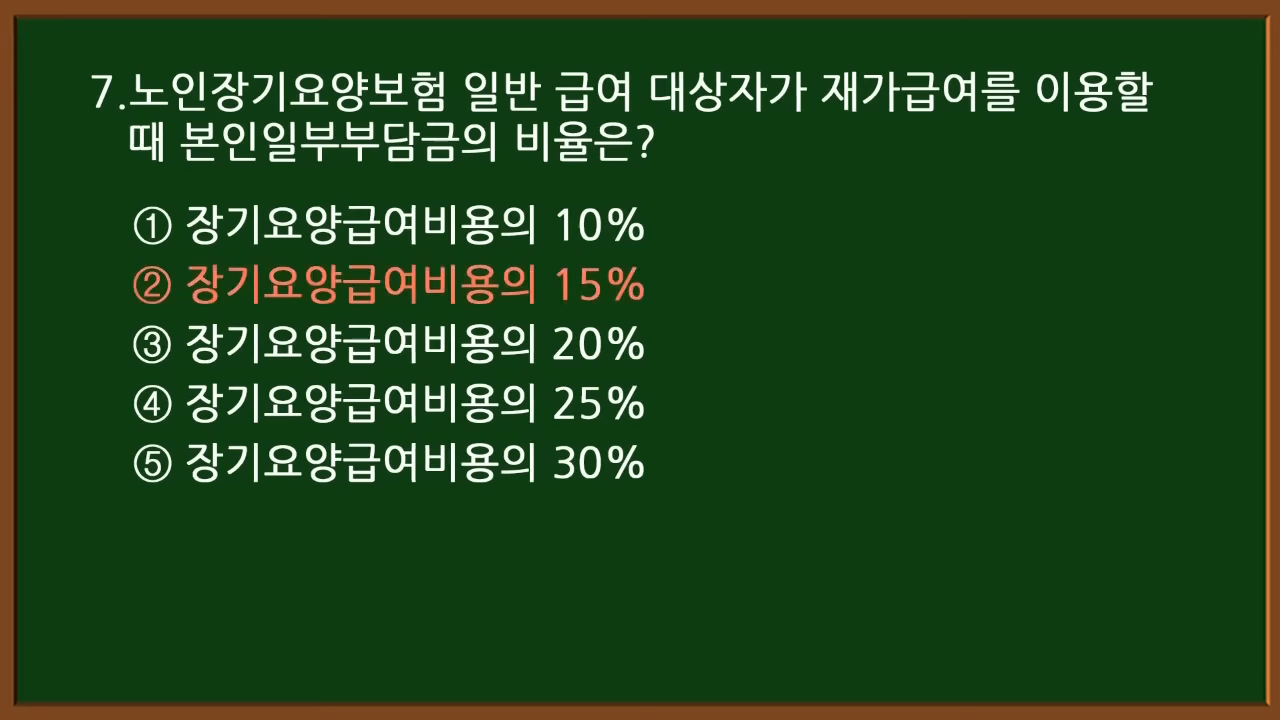 7.노인장기요양보험 일반 급여 대상자가 재가급여를 이용할
때 본인일부부담금의 비율은?
① 장기요양급여비용의 10%
② 장기요양급여비용의 15%
③ 장기요양급여비용의 20%
④ 장기요양급여비용의 25%
⑤ 장기요양급여비용의 30%